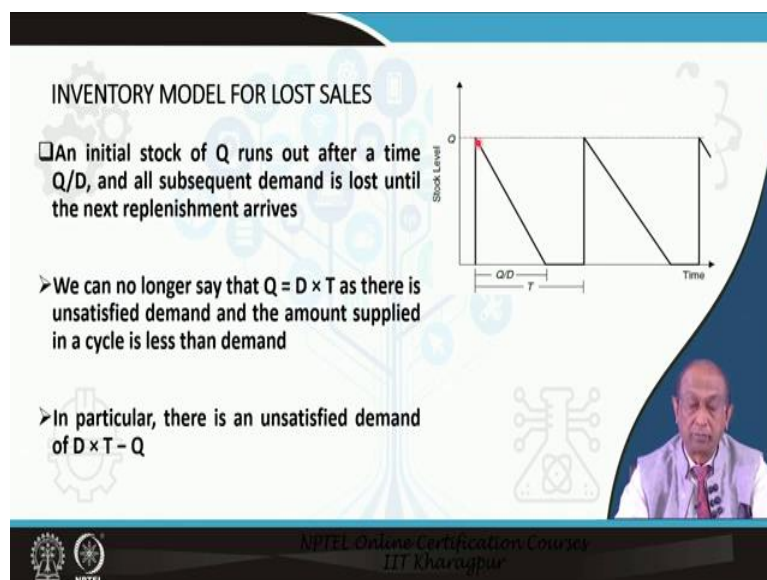 INVENTORY MODEL FOR LOST SALES
❑An initial stock of Q runs out after a time
Q/D, and all subsequent demand is lost until
the next replenishment arrives
➢We can no longer say that Q = D × T as there is
unsatisfied demand and the amount supplied
in a cycle is less than demand
➢In particular, there is an unsatisfied demand
of D × T – Q
Q
Stock Level
Q/D
T
Time
NPTEL Online Certification Courses
IIT Kharagpur
NPTEL